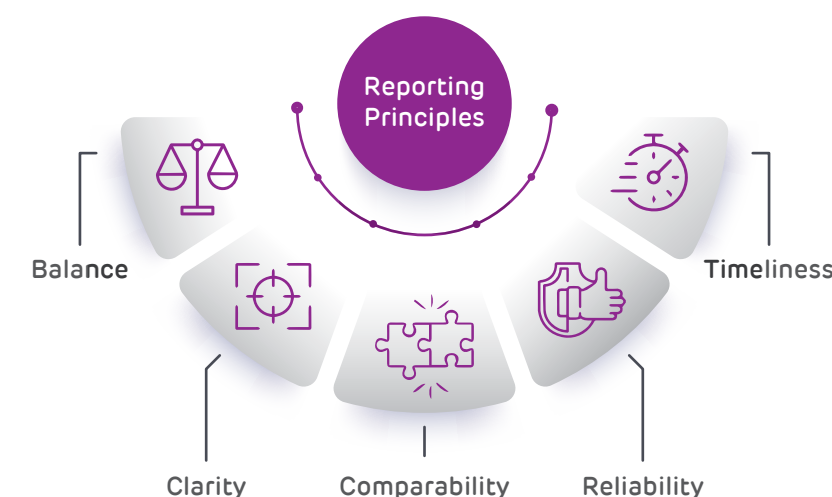 Reporting
Principles
Balance
Timeliness
Clarity
Comparability
Reliability